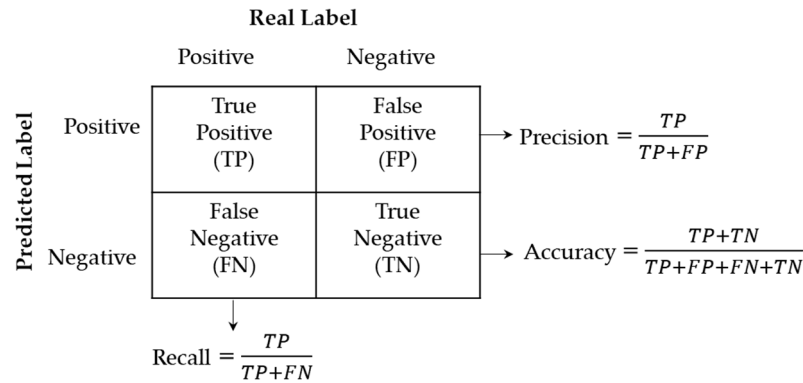 Real Label
Positive Negative
Predicted Label
Positive
True
Positive
(TP)
False
Positive
(FP)
Precision = TP / TP+FP
Negative
False
Negative
(FN)
True
Negative
(TN)
Accuracy = TP+TN / TP+FP+FN+TN
Recall = TP / TP+FN